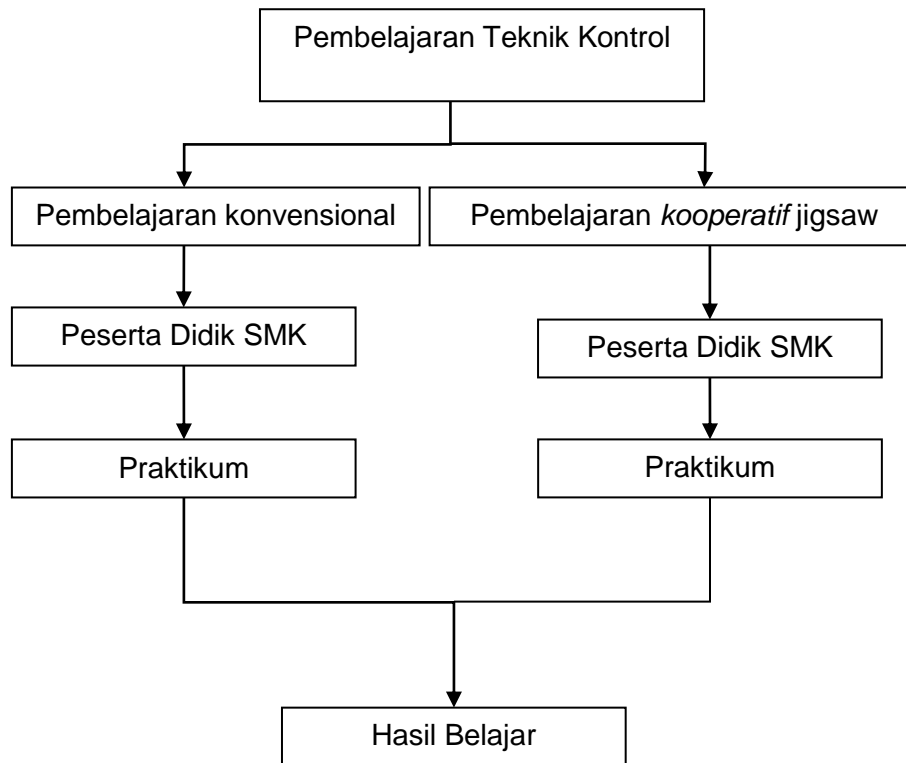 Pembelajaran Teknik Kontrol
Pembelajaran konvensional
Pembelajaran kooperatif jigsaw
Peserta Didik SMK
Peserta Didik SMK
Praktikum
Praktikum
Hasil Belajar